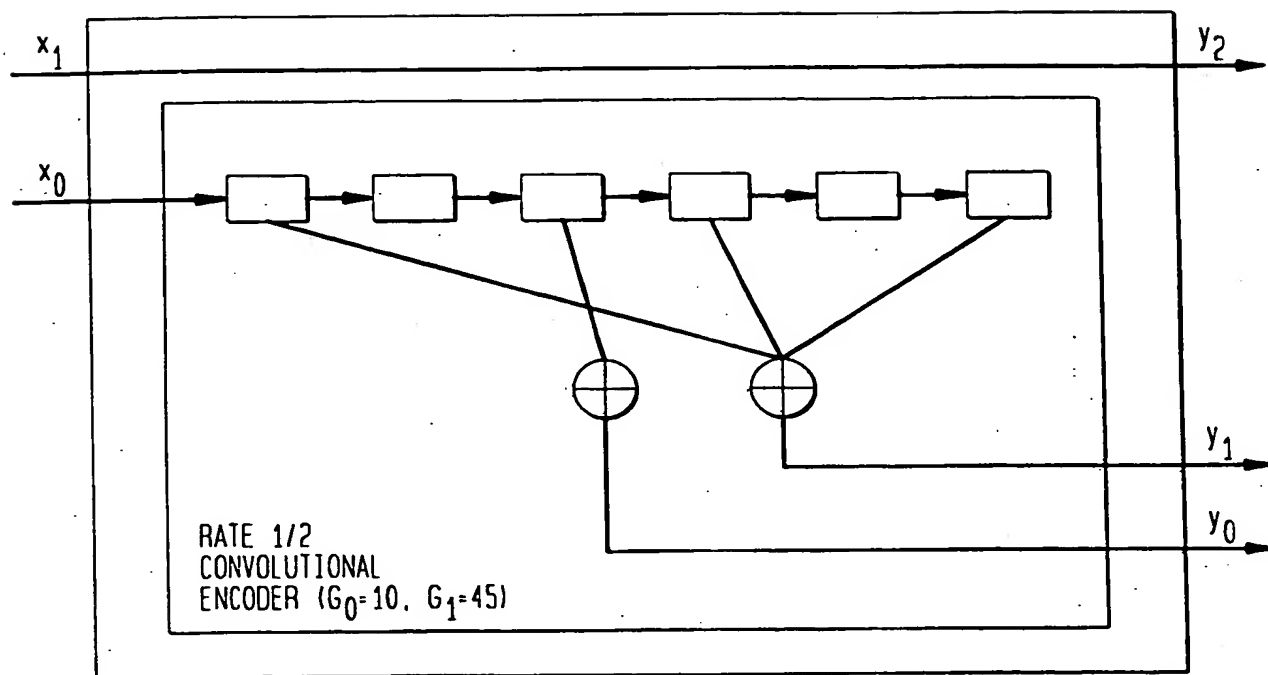 x₁
y₂
x₀
y₁
y₀
RATE 1/2
CONVOLUTIONAL
ENCODER (G₀=10, G₁=45)